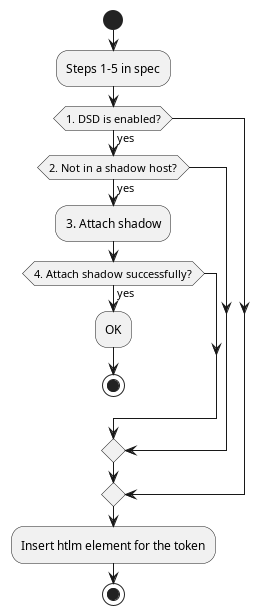 Steps 1-5 in spec
1. DSD is enabled?
yes
2. Not in a shadow host?
yes
3. Attach shadow
4. Attach shadow successfully?
yes
OK
Insert htlm element for the token